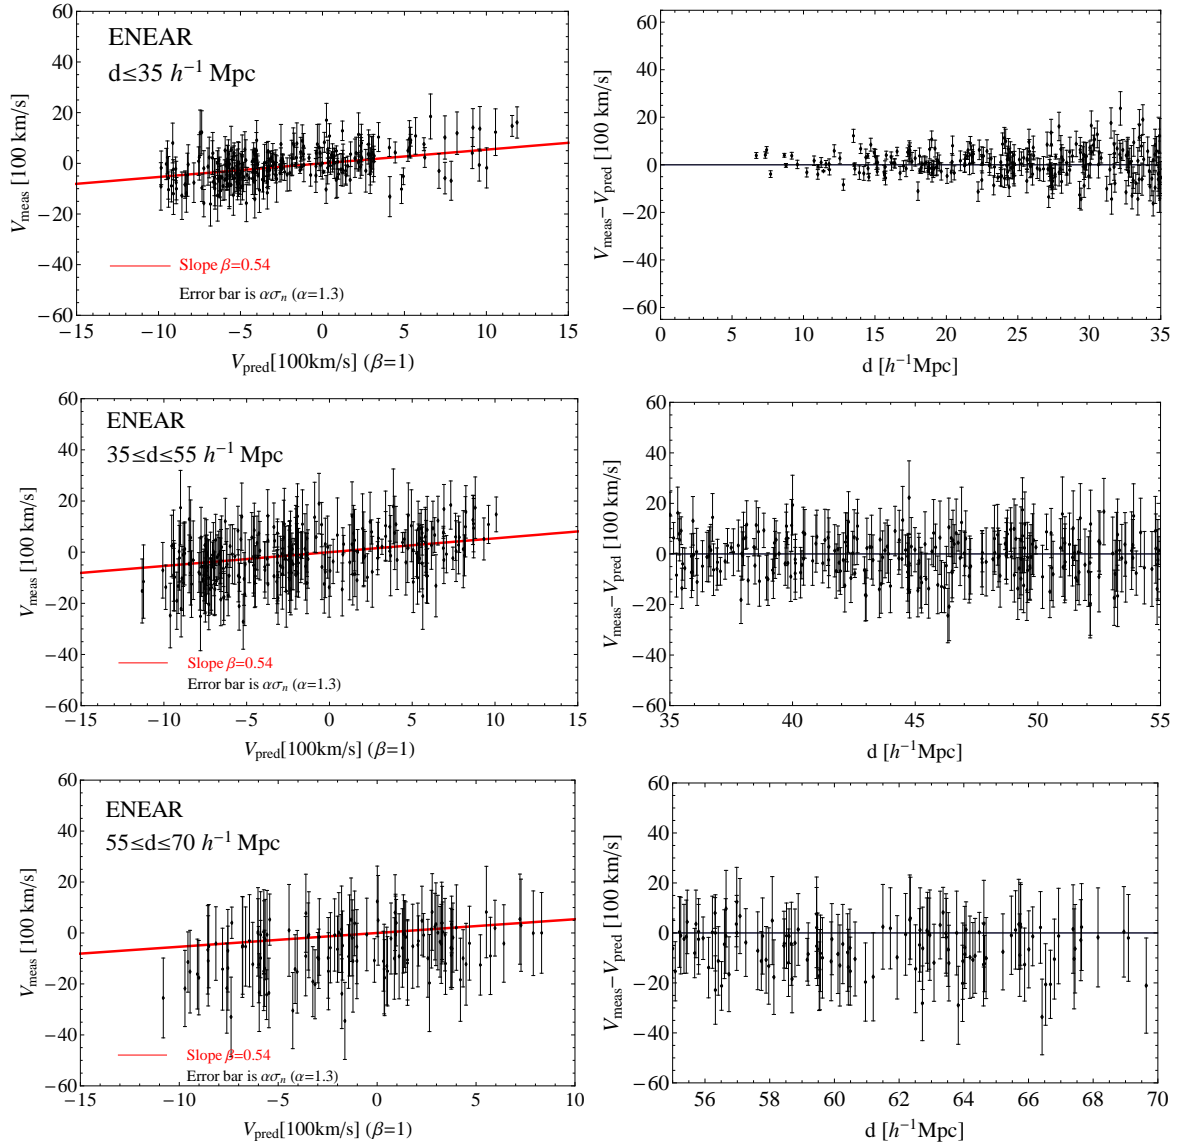 ENEAR
d≤35 h⁻¹ Mpc
V_meas [100 km/s]
60
40
20
0
−20
−40
−60
Slope β=0.54
Error bar is ασ_n (α=1.3)
−15 −10 −5 0 5 10 15
V_pred[100km/s] (β=1)
V_meas−V_pred [100 km/s]
60
40
20
0
−20
−40
−60
0 5 10 15 20 25 30 35
d [h⁻¹Mpc]
ENEAR
35≤d≤55 h⁻¹ Mpc
V_meas [100 km/s]
60
40
20
0
−20
−40
−60
Slope β=0.54
Error bar is ασ_n (α=1.3)
−15 −10 −5 0 5 10 15
V_pred[100km/s] (β=1)
V_meas−V_pred [100 km/s]
60
40
20
0
−20
−40
−60
35 40 45 50 55
d [h⁻¹Mpc]
ENEAR
55≤d≤70 h⁻¹ Mpc
V_meas [100 km/s]
60
40
20
0
−20
−40
−60
Slope β=0.54
Error bar is ασ_n (α=1.3)
−15 −10 −5 0 5 10
V_pred[100km/s] (β=1)
V_meas−V_pred [100 km/s]
60
40
20
0
−20
−40
−60
56 58 60 62 64 66 68 70
d [h⁻¹Mpc]